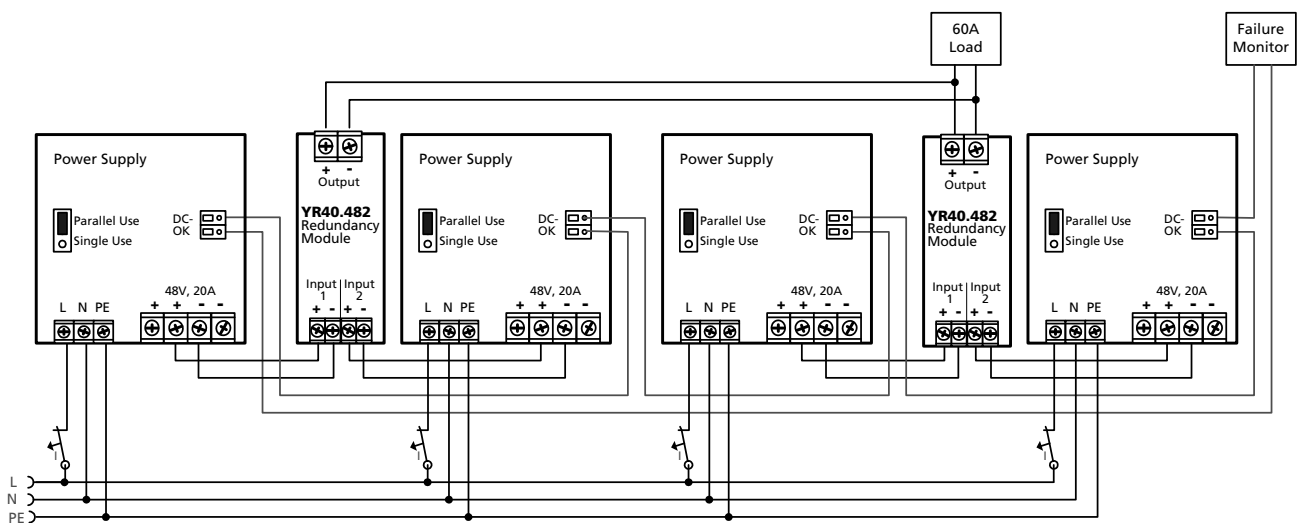 60A
Load
Failure
Monitor
Power Supply
Parallel Use
Single Use
DC-
OK
48V, 20A
+ + - -
L N PE
+ -
Output
YR40.482
Redundancy
Module
Input Input
1 2
+ - + -
Power Supply
Parallel Use
Single Use
DC-
OK
48V, 20A
+ + - -
L N PE
Power Supply
Parallel Use
Single Use
DC-
OK
48V, 20A
+ + - -
L N PE
+ -
Output
YR40.482
Redundancy
Module
Input Input
1 2
+ - + -
Power Supply
Parallel Use
Single Use
DC-
OK
48V, 20A
+ + - -
L N PE
I
I
I
I
L
N
PE